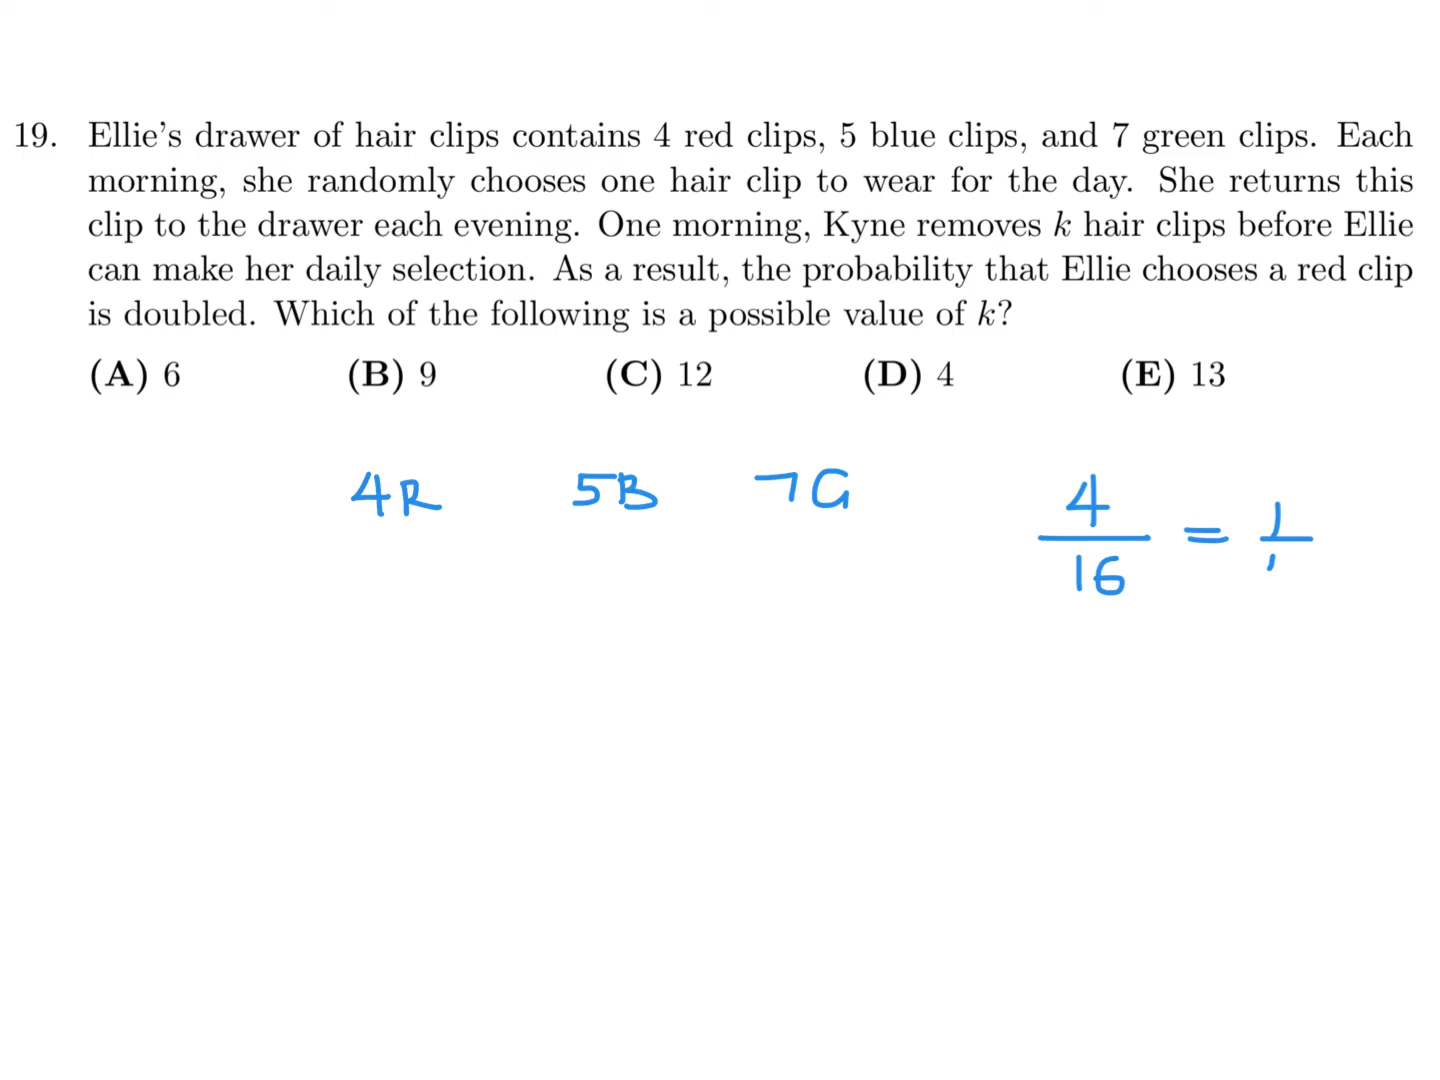 19. Ellie’s drawer of hair clips contains 4 red clips, 5 blue clips, and 7 green clips. Each
morning, she randomly chooses one hair clip to wear for the day. She returns this
clip to the drawer each evening. One morning, Kyne removes k hair clips before Ellie
can make her daily selection. As a result, the probability that Ellie chooses a red clip
is doubled. Which of the following is a possible value of k?
(A) 6 (B) 9 (C) 12 (D) 4 (E) 13
4R 5B 7G
4/16 = 1/